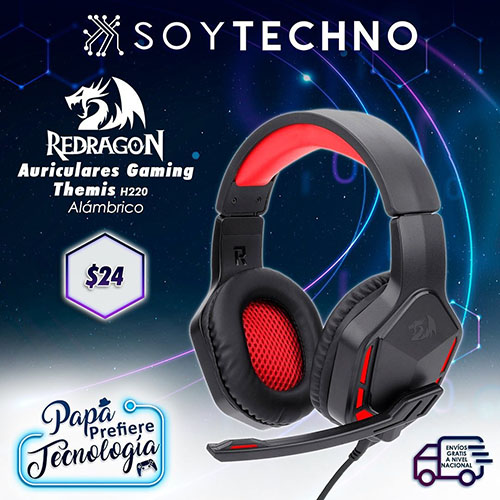 SOYTECHNO
REDRAGON
Auriculares Gaming
Themis H220
Alámbrico
$24
R
Papá
Prefiere
Tecnología
ENVÍOS
GRATIS
A NIVEL
NACIONAL